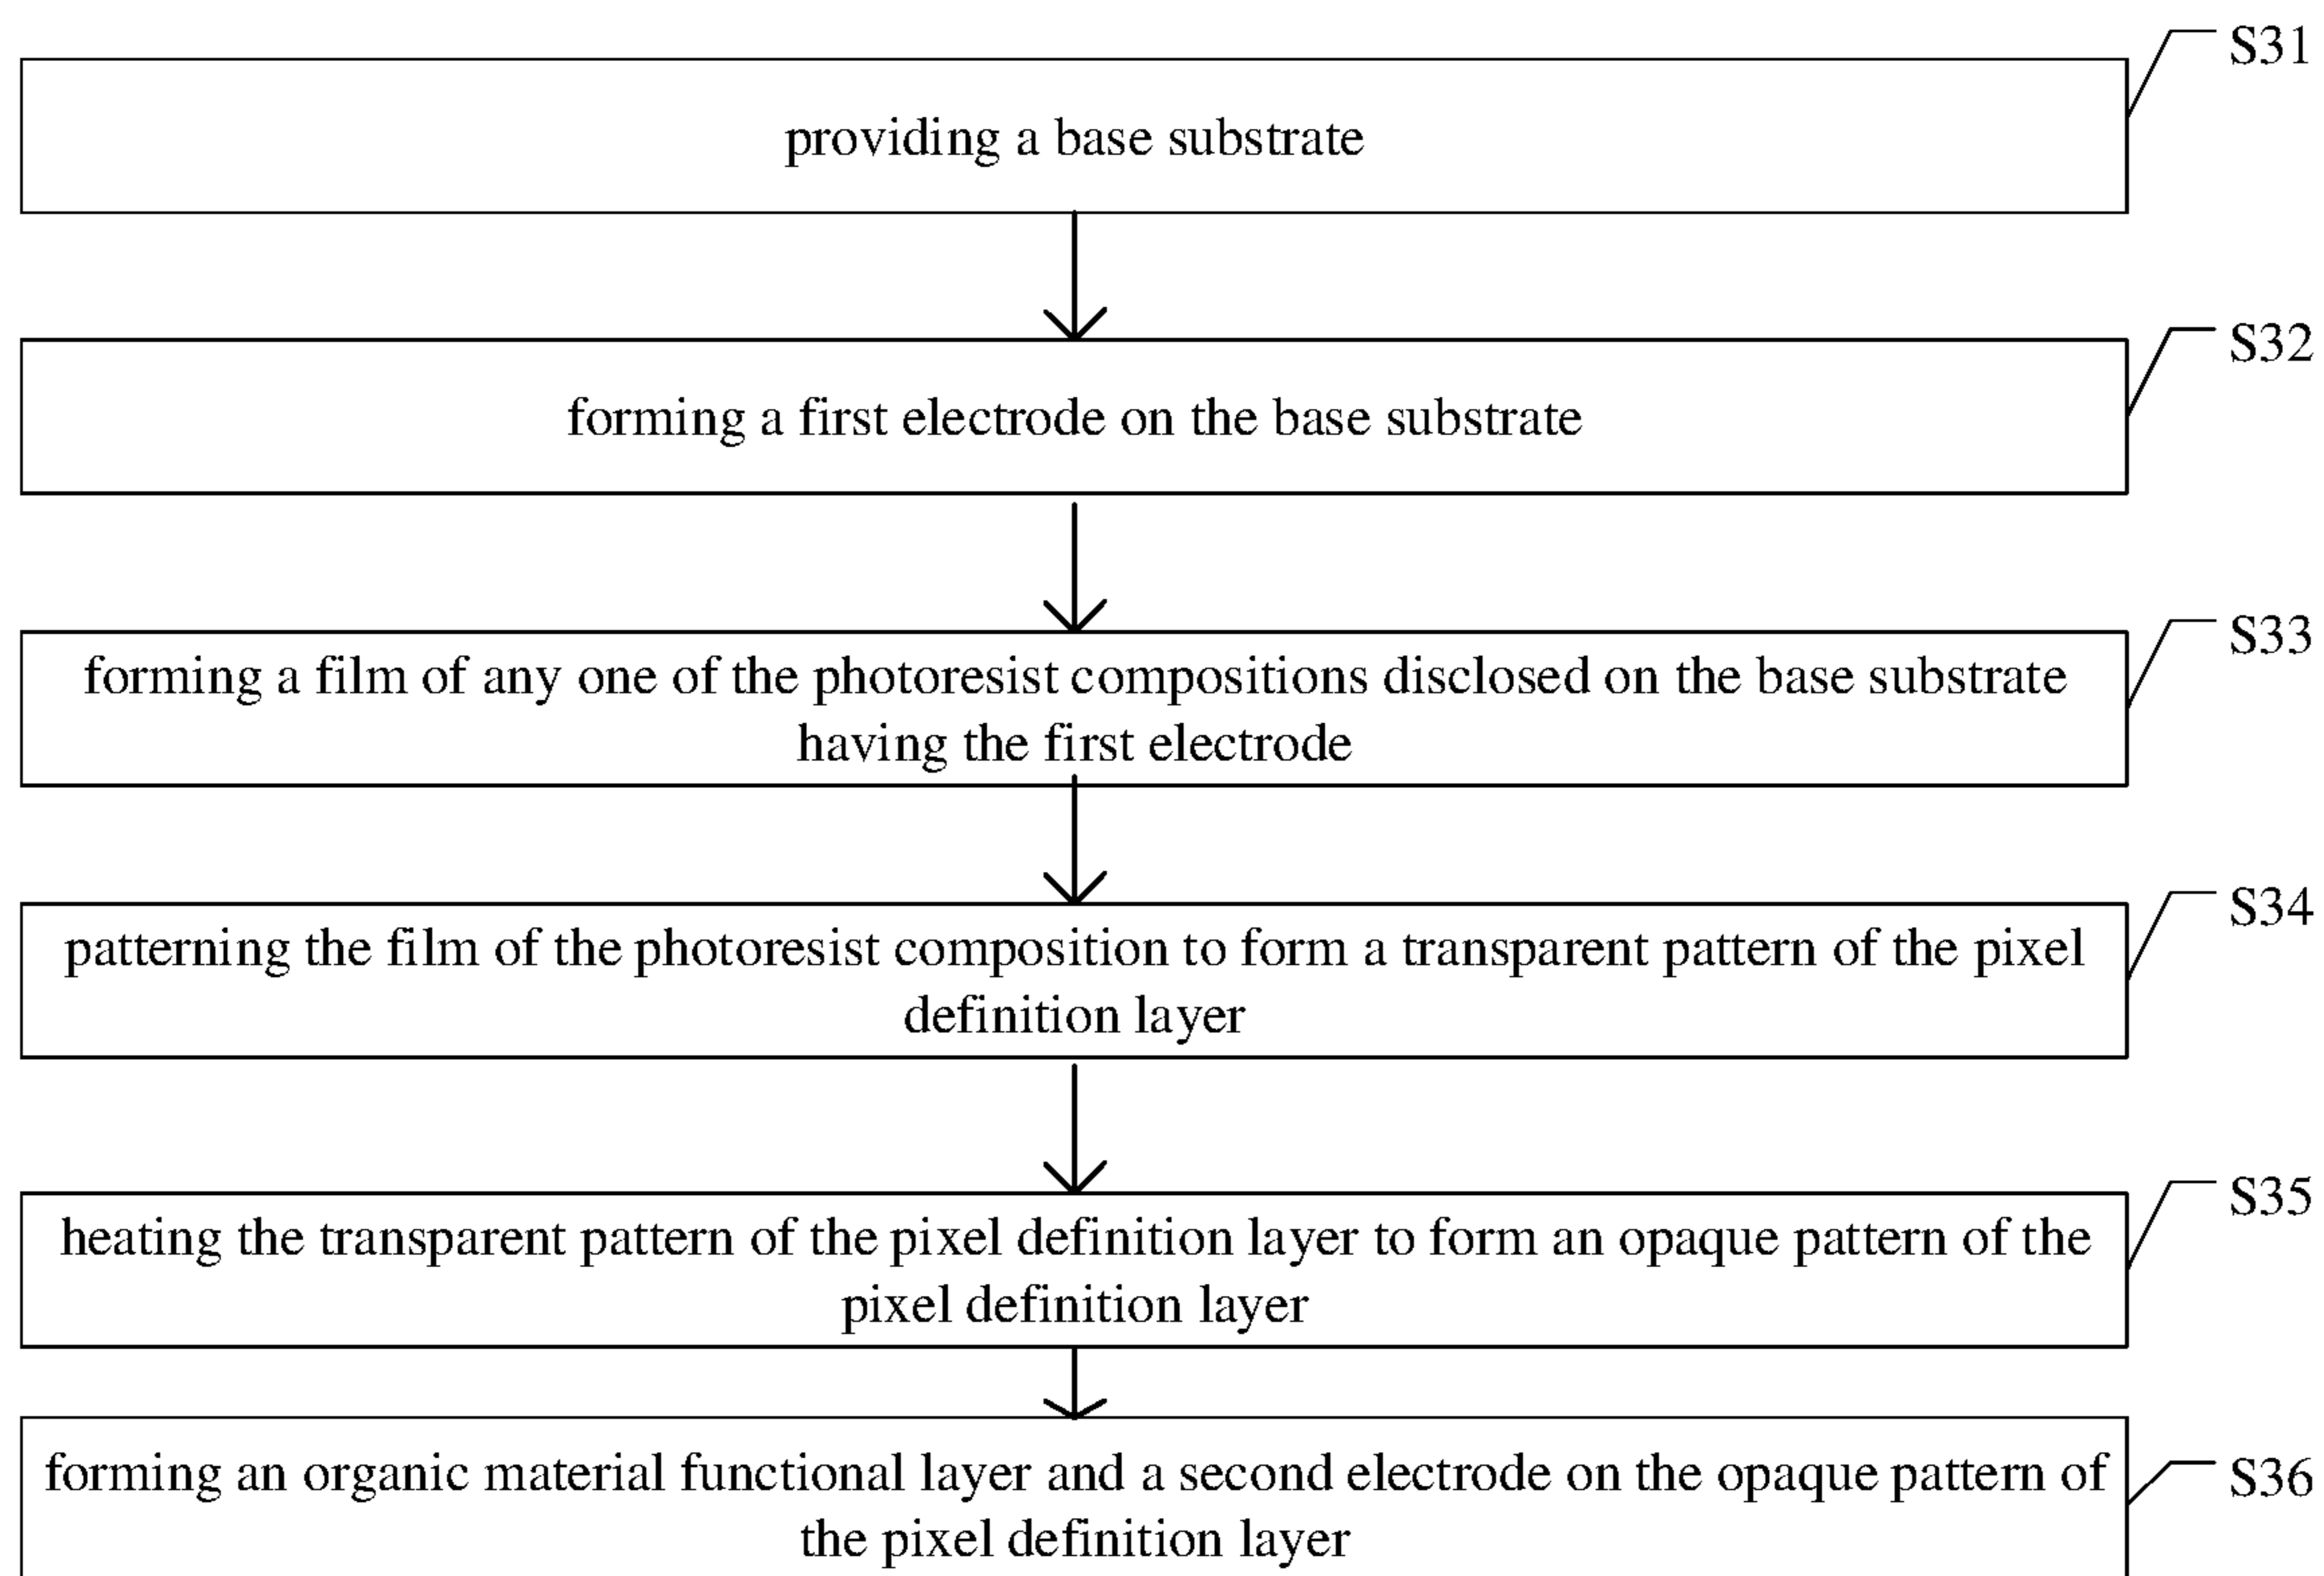 S31
providing a base substrate
S32
forming a first electrode on the base substrate
S33
forming a film of any one of the photoresist compositions disclosed on the base substrate
having the first electrode
S34
patterning the film of the photoresist composition to form a transparent pattern of the pixel
definition layer
S35
heating the transparent pattern of the pixel definition layer to form an opaque pattern of the
pixel definition layer
S36
forming an organic material functional layer and a second electrode on the opaque pattern of
the pixel definition layer